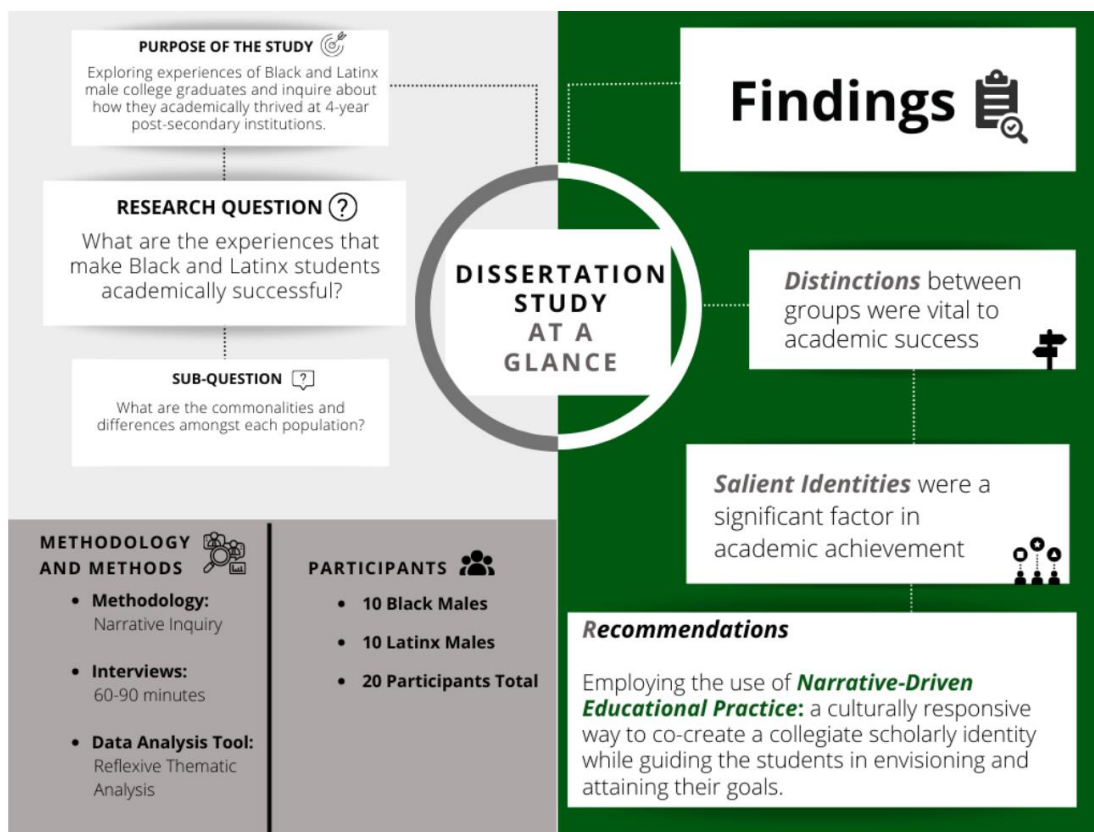 PURPOSE OF THE STUDY
Exploring experiences of Black and Latinx
male college graduates and inquire about
how they academically thrived at 4-year
post-secondary institutions.
RESEARCH QUESTION ?
What are the experiences that
make Black and Latinx students
academically successful?
SUB-QUESTION ?
What are the commonalities and
differences amongst each population?
METHODOLOGY
AND METHODS
• Methodology:
Narrative Inquiry
• Interviews:
60-90 minutes
• Data Analysis Tool:
Reflexive Thematic
Analysis
PARTICIPANTS
• 10 Black Males
• 10 Latinx Males
• 20 Participants Total
DISSERTATION
STUDY
AT A
GLANCE
Findings
Distinctions between
groups were vital to
academic success
Salient Identities were a
significant factor in
academic achievement
Recommendations
Employing the use of Narrative-Driven
Educational Practice: a culturally responsive
way to co-create a collegiate scholarly identity
while guiding the students in envisioning and
attaining their goals.